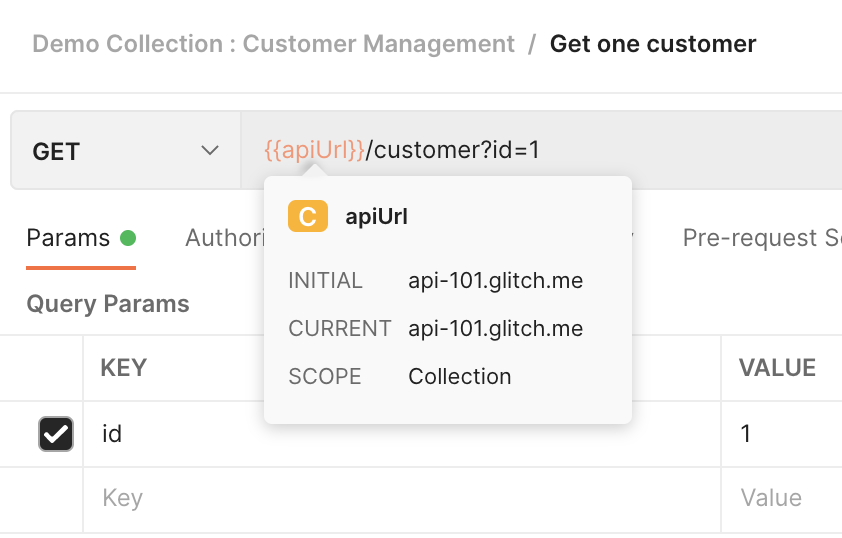 Demo Collection : Customer Management / Get one customer
GET {{apiUrl}}/customer?id=1
C apiUrl
INITIAL api-101.glitch.me
CURRENT api-101.glitch.me
SCOPE Collection
Params Authori Pre-request S
Query Params
KEY VALUE
id 1
Key Value